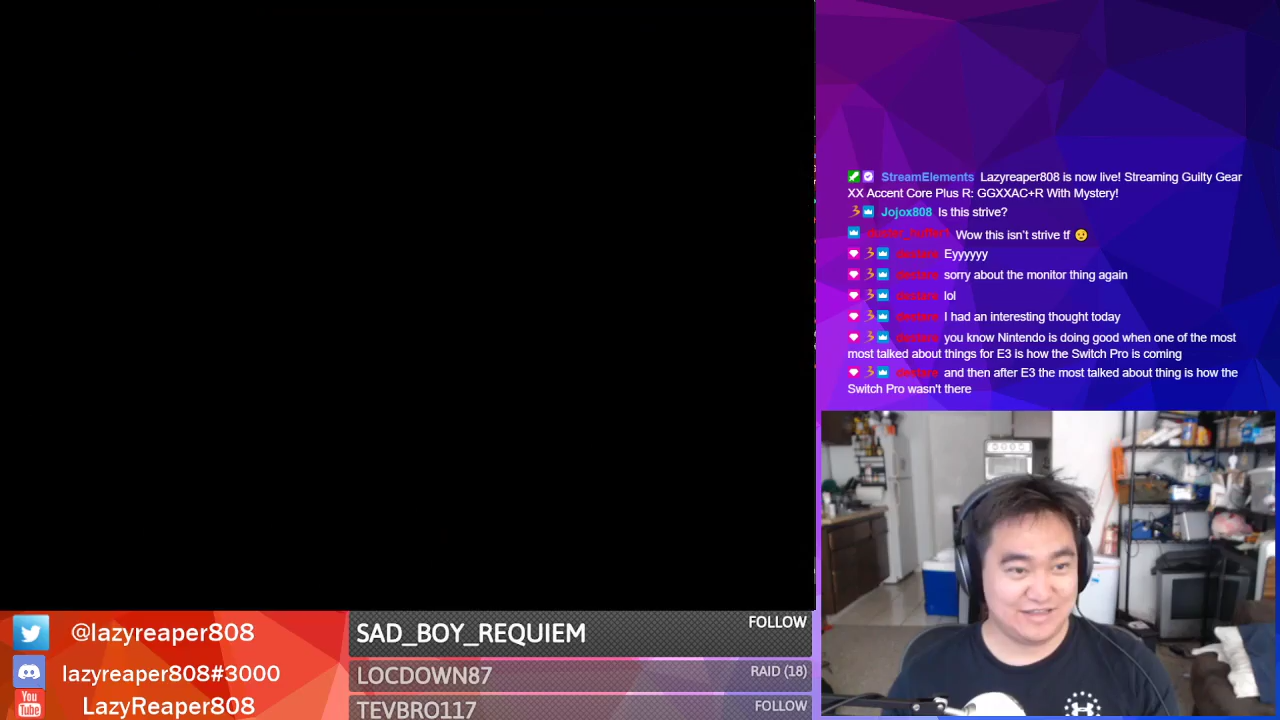 StreamElements Lazyreaper808 is now live! Streaming Guilty Gear
XX Accent Core Plus R: GGXXAC+R With Mystery!
Jojox808 Is this strive?
Wow this isn't strive tf
Eyyyyyy
sorry about the monitor thing again
lol
I had an interesting thought today
you know Nintendo is doing good when one of the most
most talked about things for E3 is how the Switch Pro is coming
and then after E3 the most talked about thing is how the
Switch Pro wasn't there
@lazyreaper808
lazyreaper808#3000
You Tube LazyReaper808
SAD_BOY_REQUIEM FOLLOW
LOCDOWN87 RAID (18)
TEVBRO117 FOLLOW